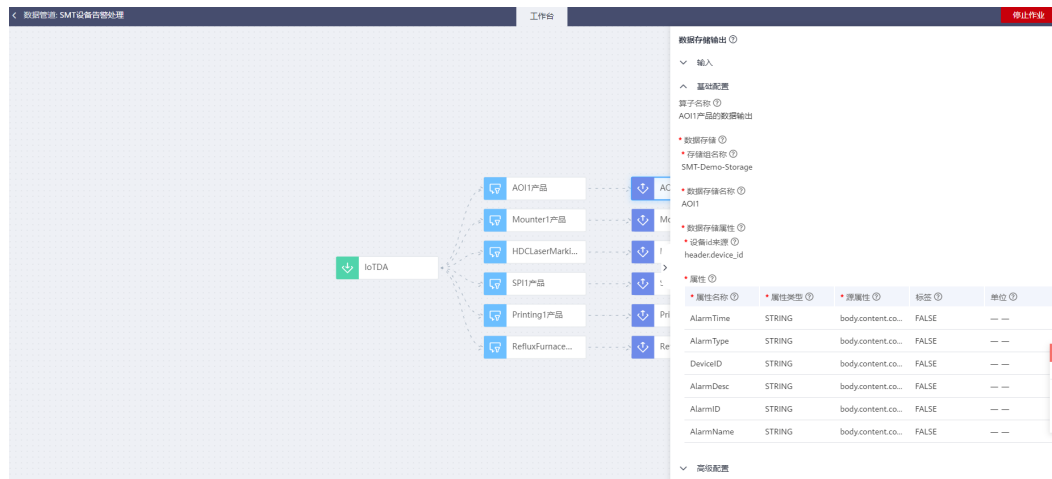 数据管道: SMT设备告警处理
工作台
停止作业
数据存储输出
输入
基础配置
算子名称
AOI1产品的数据输出
* 数据存储
* 存储组名称
SMT-Demo-Storage
* 数据存储名称
AOI1
* 数据存储属性
* 设备id来源
header.device_id
* 属性
* 属性名称 * 属性类型 * 源属性 标签 单位
AlarmTime STRING body.content.co... FALSE — —
AlarmType STRING body.content.co... FALSE — —
DeviceID STRING body.content.co... FALSE — —
AlarmDesc STRING body.content.co... FALSE — —
AlarmID STRING body.content.co... FALSE — —
AlarmName STRING body.content.co... FALSE — —
高级配置
IoTDA
AOI1产品 AO
Mounter1产品 Mo
HDCLaserMarki...
SPI1产品
Printing1产品 Pri
RefluxFurnace... Re